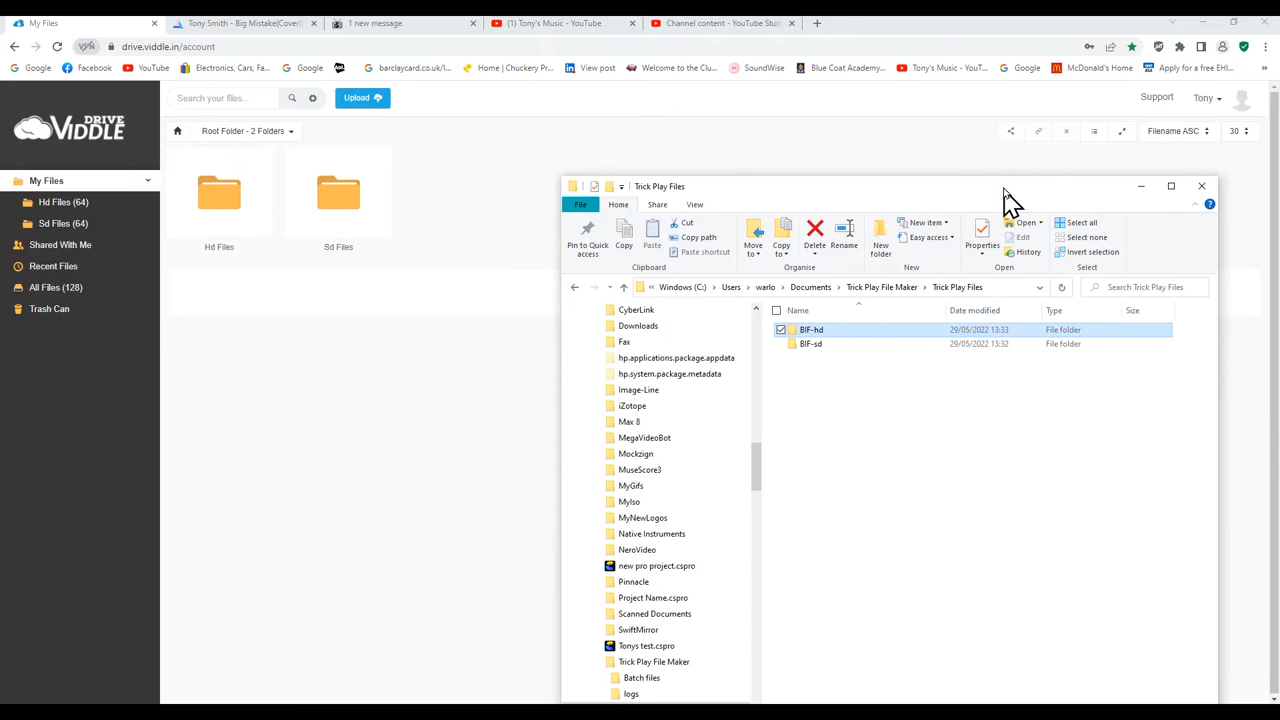 My Files
Tony Smith - Big Mistake(Cover)
1 new message
(1) Tony's Music - YouTube
Channel content - YouTube Stud
VPN
drive.viddle.in/account
Google
Facebook
YouTube
Electronics, Cars, Fa...
Google
barclaycard.co.uk/l...
Home | Chuckery Pr...
View post
Welcome to the Clu...
SoundWise
Blue Coat Academy...
Tony's Music - YouT...
Google
McDonald's Home
Apply for a free EHI...
VIDDLE DRIVE
Search your files...
Upload
Support
Tony
Root Folder - 2 Folders
Filename ASC
30
My Files
Hd Files (64)
Sd Files (64)
Shared With Me
Recent Files
All Files (128)
Trash Can
Hd Files
Sd Files
Trick Play Files
File
Home
Share
View
Pin to Quick access
Copy
Paste
Cut
Copy path
Paste shortcut
Clipboard
Move to
Copy to
Delete
Rename
Organise
New folder
New item
Easy access
New
Properties
Open
Edit
History
Open
Select all
Select none
Invert selection
Select
Windows (C:)
Users
warlo
Documents
Trick Play File Maker
Trick Play Files
Search Trick Play Files
Name
Date modified
Type
Size
BIF-hd
29/05/2022 13:33
File folder
BIF-sd
29/05/2022 13:32
File folder
CyberLink
Downloads
Fax
hp.applications.package.appdata
hp.system.package.metadata
Image-Line
iZotope
Max 8
MegaVideoBot
Mockzign
MuseScore3
MyGifs
MyIso
MyNewLogos
Native Instruments
NeroVideo
new pro project.cspro
Pinnacle
Project Name.cspro
Scanned Documents
SwiftMirror
Tonys test.cspro
Trick Play File Maker
Batch files
logs